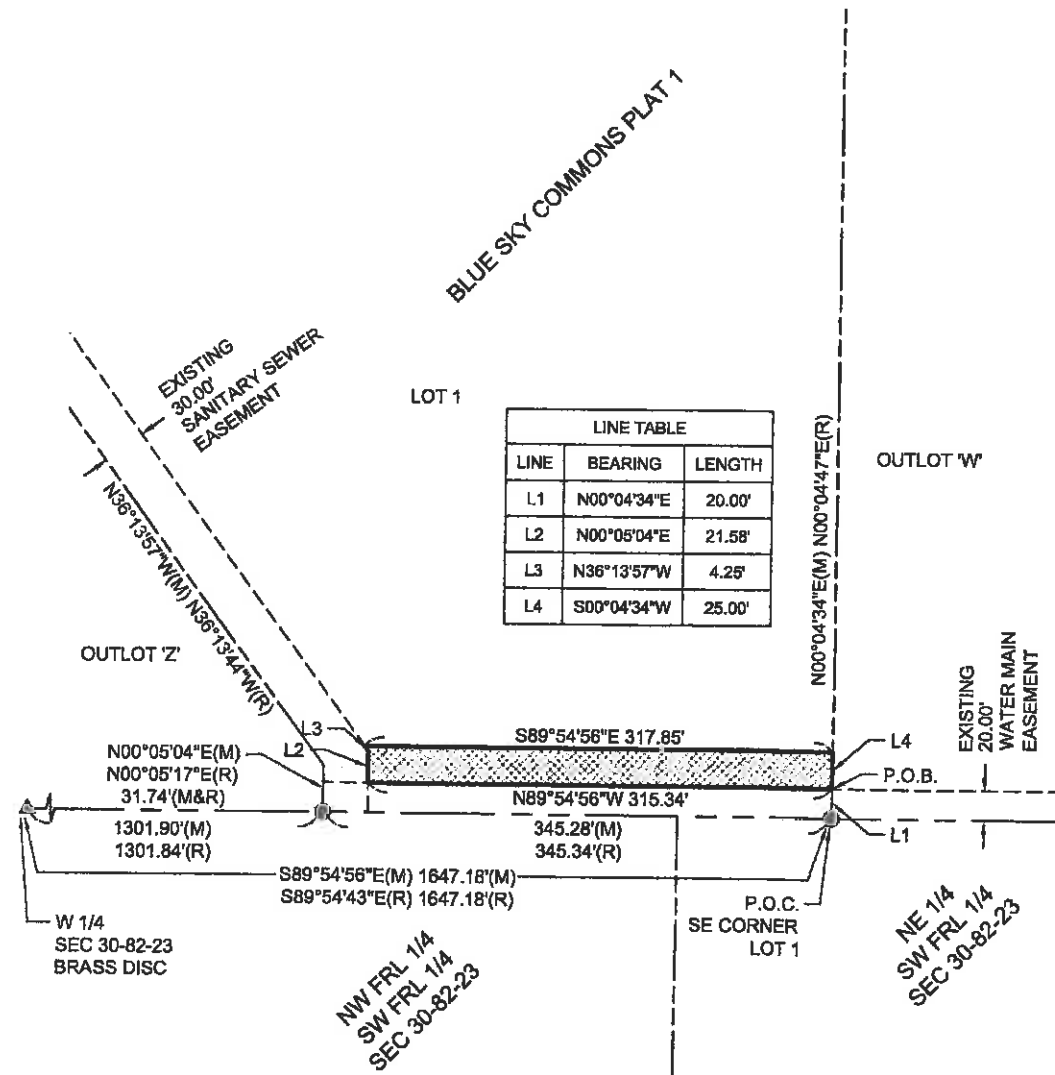 BLUE SKY COMMONS PLAT 1
EXISTING
30.00'
SANITARY SEWER
EASEMENT
LOT 1
LINE TABLE
LINE BEARING LENGTH
L1 N00°04'34"E 20.00'
L2 N00°05'04"E 21.58'
L3 N36°13'57"W 4.25'
L4 S00°04'34"W 25.00'
OUTLOT 'W'
N00°04'34"E(M) N00°04'47"E(R)
N36°13'57"W(M) N36°13'44"W(R)
OUTLOT 'Z'
EXISTING
20.00'
WATER MAIN
EASEMENT
L3
L2
S89°54'56"E 317.85'
L4
N00°05'04"E(M)
N00°05'17"E(R)
31.74'(M&R)
P.O.B.
N89°54'56"W 315.34'
L1
1301.90'(M)
1301.84'(R)
345.28'(M)
345.34'(R)
S89°54'56"E(M) 1647.18'(M)
S89°54'43"E(R) 1647.18'(R)
W 1/4
SEC 30-82-23
BRASS DISC
P.O.C.
SE CORNER
LOT 1
NW FRL 1/4
SW FRL 1/4
SEC 30-82-23
NE 1/4
SW FRL 1/4
SEC 30-82-23